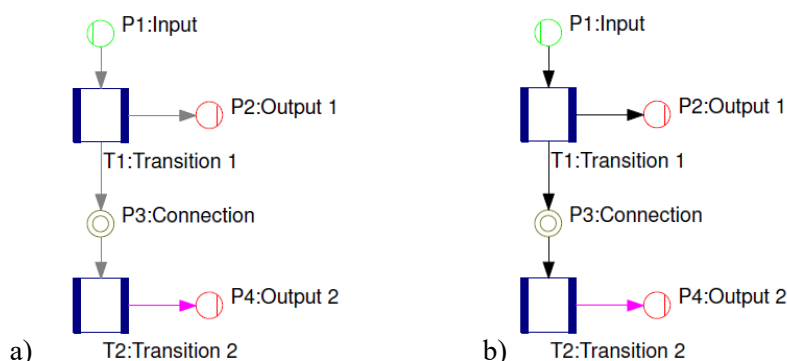 P1:Input
P2:Output 1
T1:Transition 1
P3:Connection
P4:Output 2
a)
T2:Transition 2
P1:Input
P2:Output 1
T1:Transition 1
P3:Connection
P4:Output 2
b)
T2:Transition 2